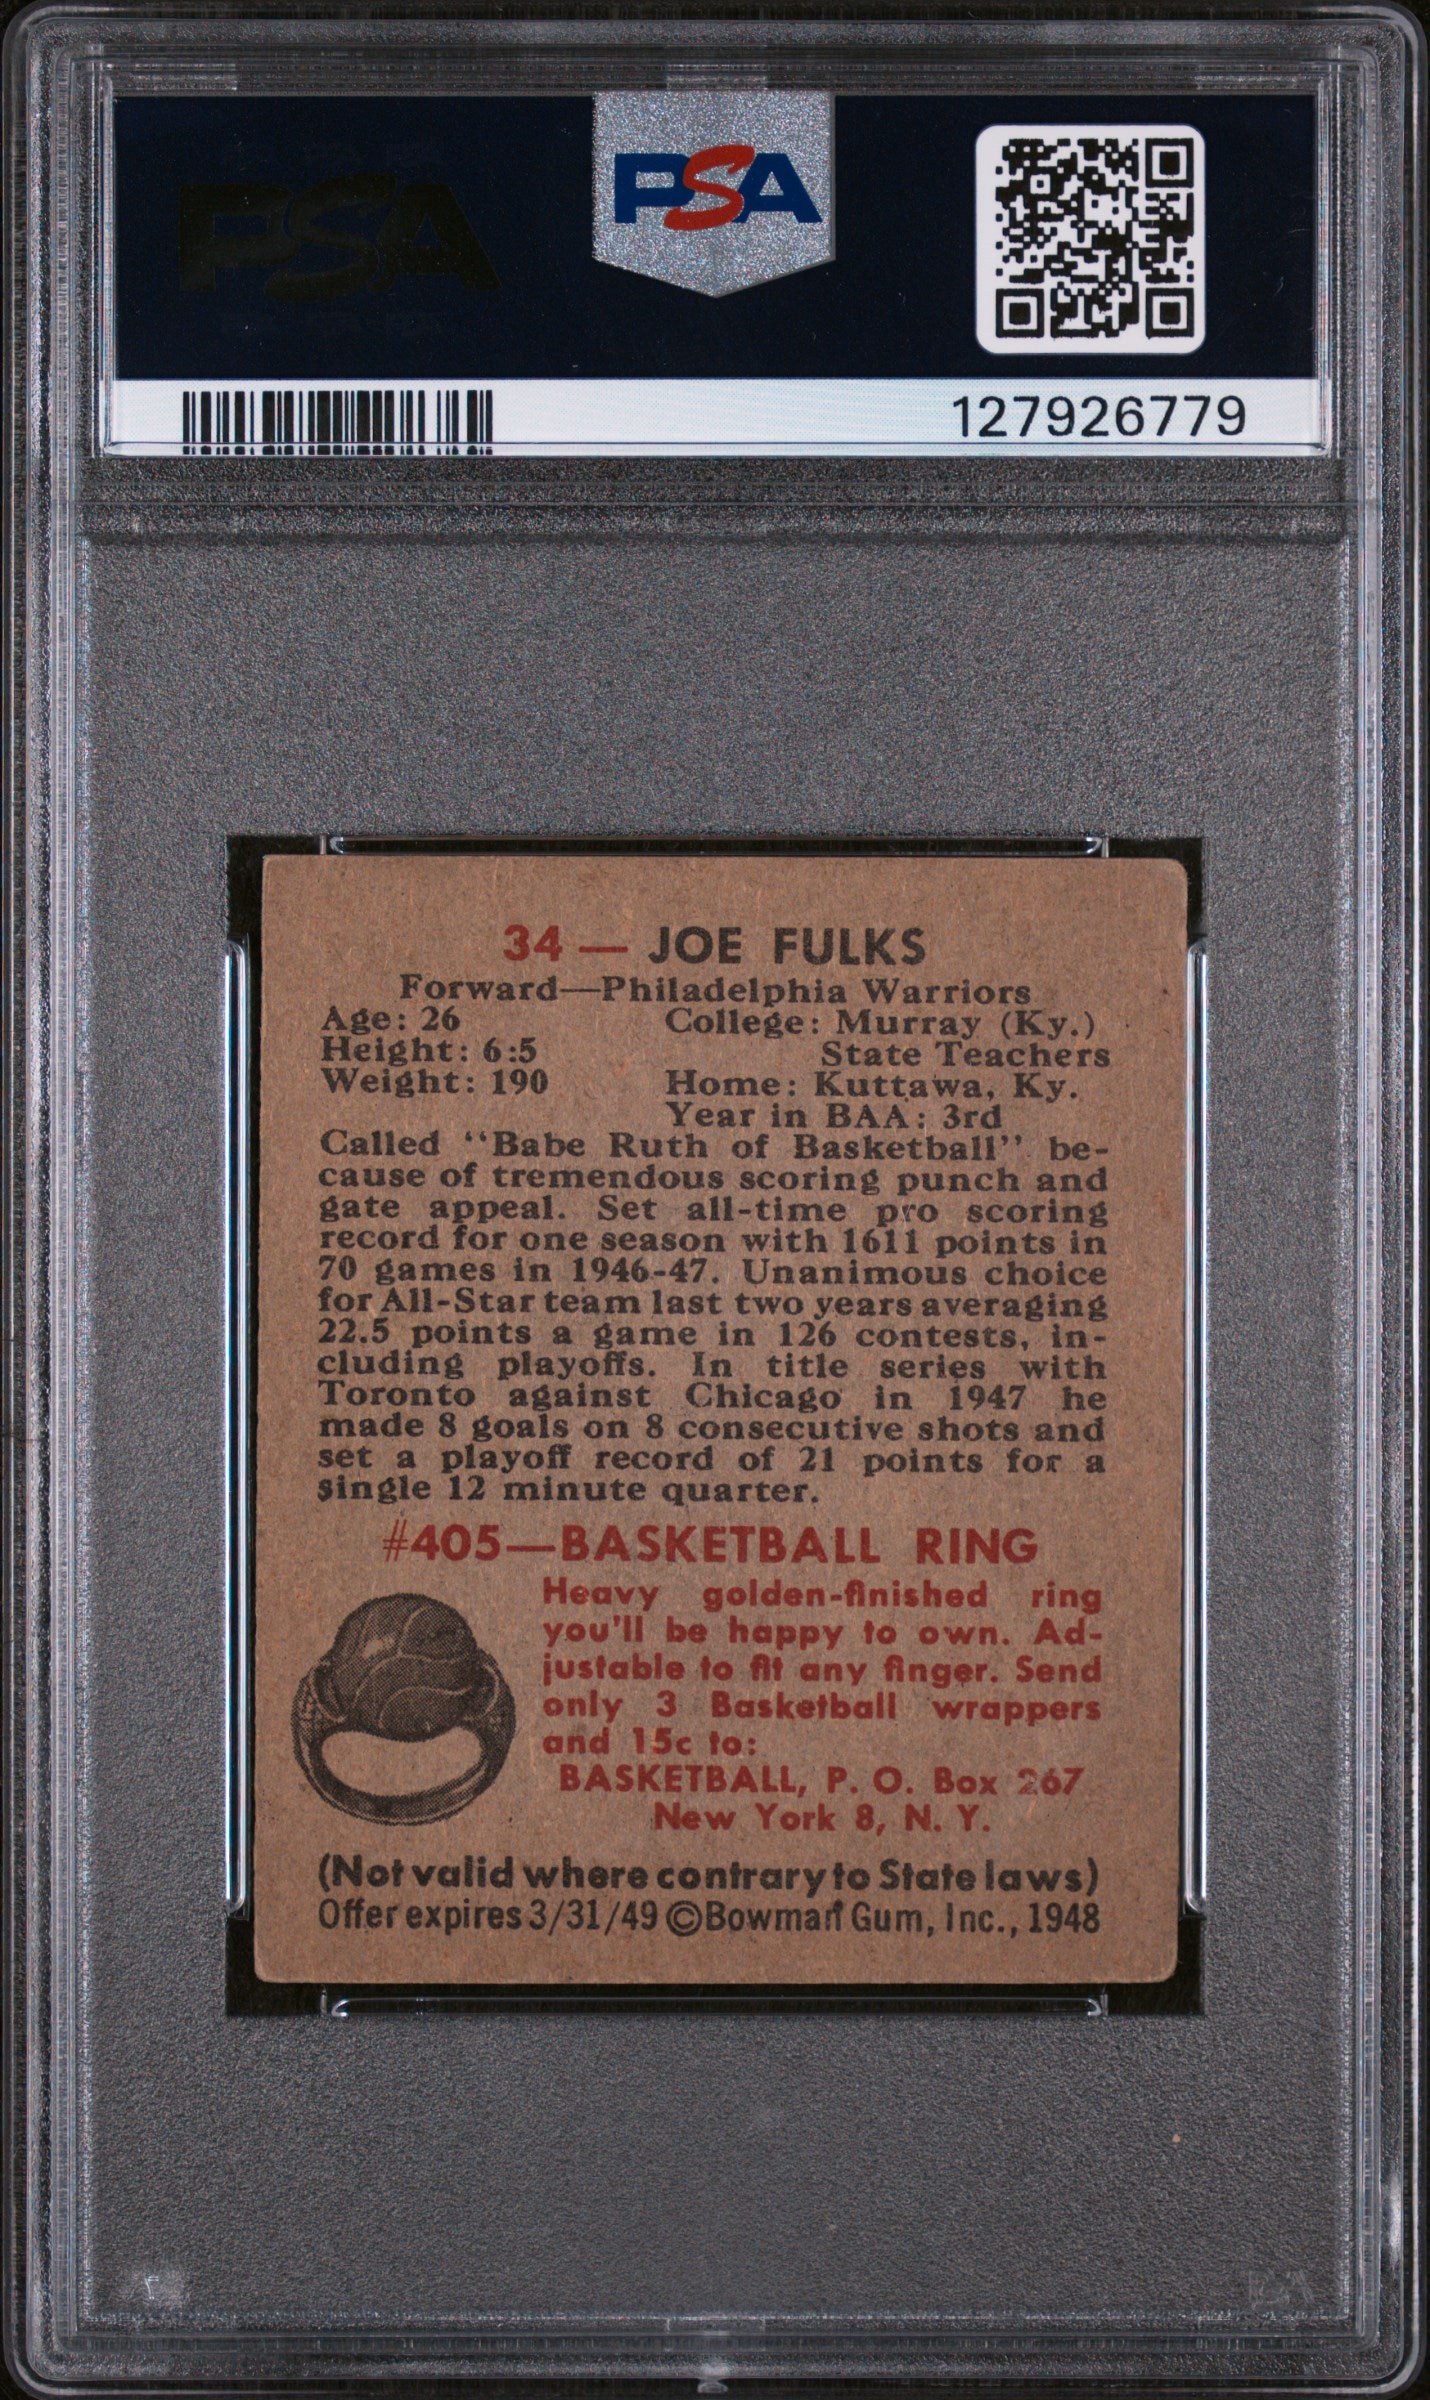 PSA
PSA
127926779
34 — JOE FULKS
Forward—Philadelphia Warriors
Age: 26 College: Murray (Ky.)
Height: 6:5 State Teachers
Weight: 190 Home: Kuttawa, Ky.
Year in BAA: 3rd
Called "Babe Ruth of Basketball" be-
cause of tremendous scoring punch and
gate appeal. Set all-time pro scoring
record for one season with 1611 points in
70 games in 1946-47. Unanimous choice
for All-Star team last two years averaging
22.5 points a game in 126 contests, in-
cluding playoffs. In title series with
Toronto against Chicago in 1947 he
made 8 goals on 8 consecutive shots and
set a playoff record of 21 points for a
single 12 minute quarter.
#405—BASKETBALL RING
Heavy golden-finished ring
you'll be happy to own. Ad-
justable to fit any finger. Send
only 3 Basketball wrappers
and 15c to:
BASKETBALL, P. O. Box 267
New York 8, N. Y.
(Not valid where contrary to State laws)
Offer expires 3/31/49 ©Bowman Gum, Inc., 1948
PSA